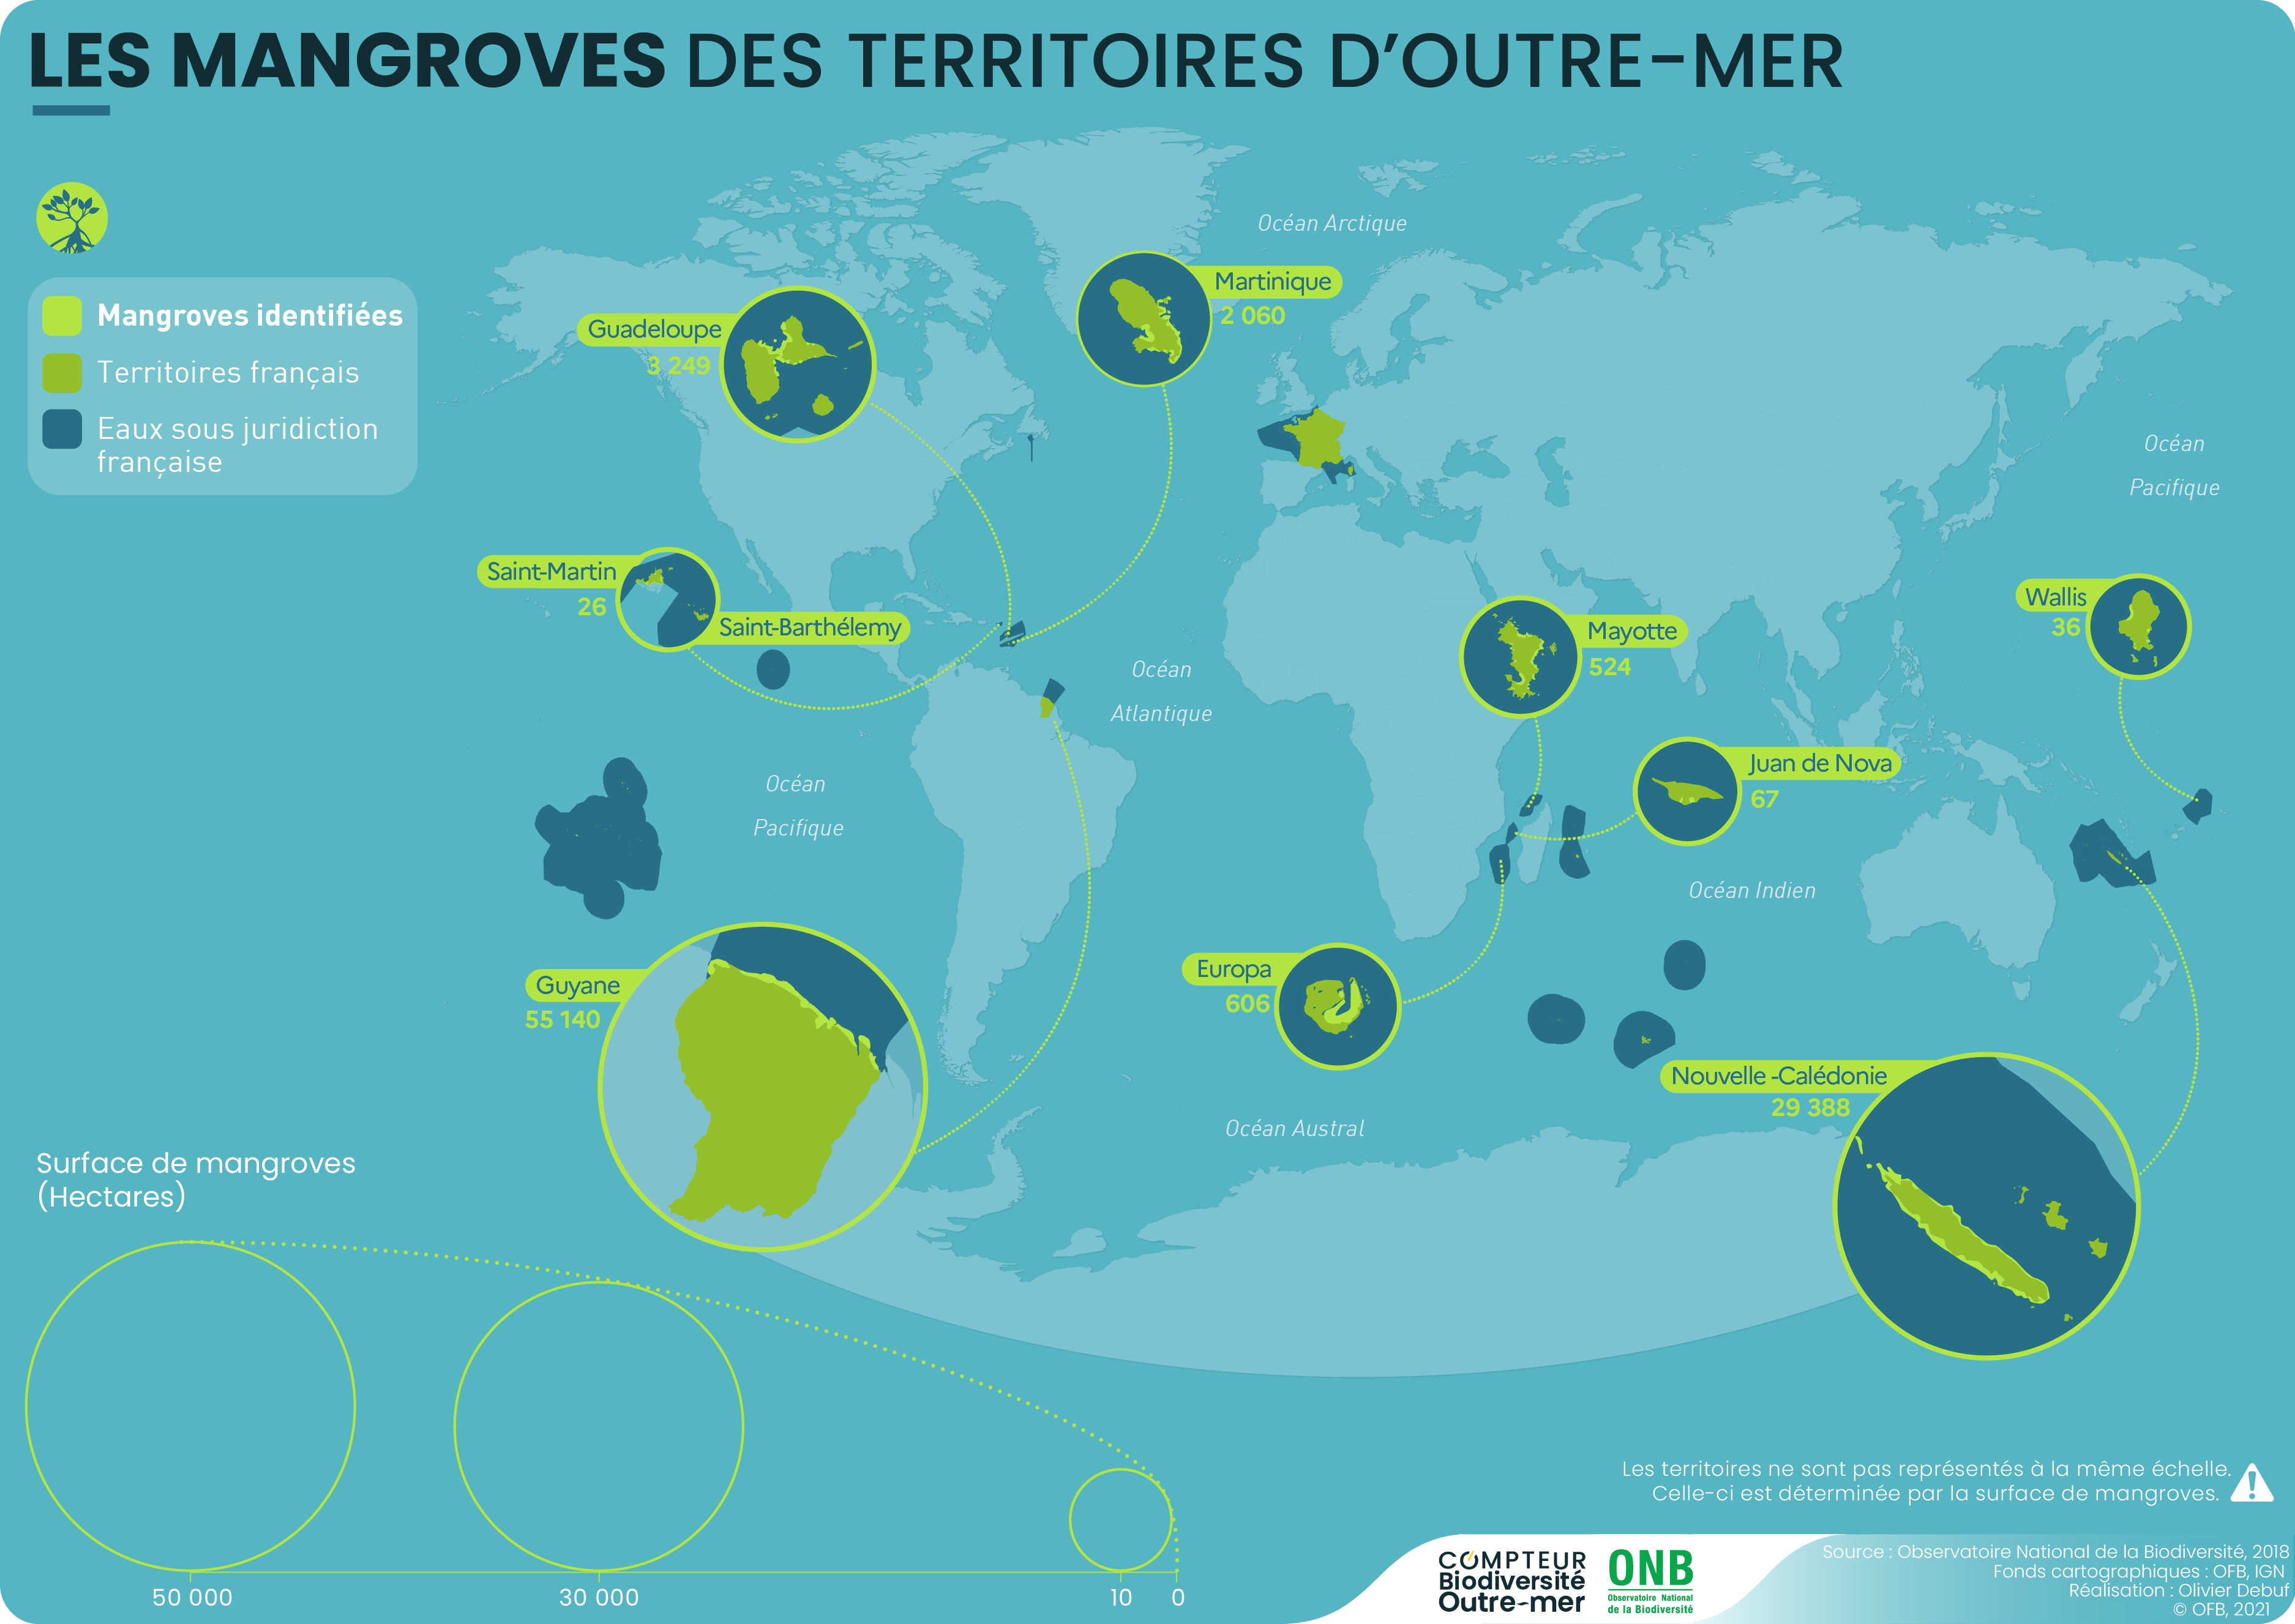 LES MANGROVES DES TERRITOIRES D'OUTRE-MER
Mangroves identifiées
Territoires français
Eaux sous juridiction
française
Océan Arctique
Martinique
2 060
Guadeloupe
3 249
Océan
Pacifique
Saint-Martin
26
Saint-Barthélemy
Océan
Atlantique
Mayotte
524
Wallis
36
Juan de Nova
67
Océan
Pacifique
Océan Indien
Guyane
55 140
Europa
606
Nouvelle -Calédonie
29 388
Océan Austral
Surface de mangroves
(Hectares)
50 000
30 000
10
0
Les territoires ne sont pas représentés à la même échelle.
Celle-ci est déterminée par la surface de mangroves.
COMPTEUR
Biodiversité
Outre-mer
ONB
Observatoire National
de la Biodiversité
Source : Observatoire National de la Biodiversité, 2018
Fonds cartographiques : OFB, IGN
Réalisation : Olivier Debuf
© OFB, 2021